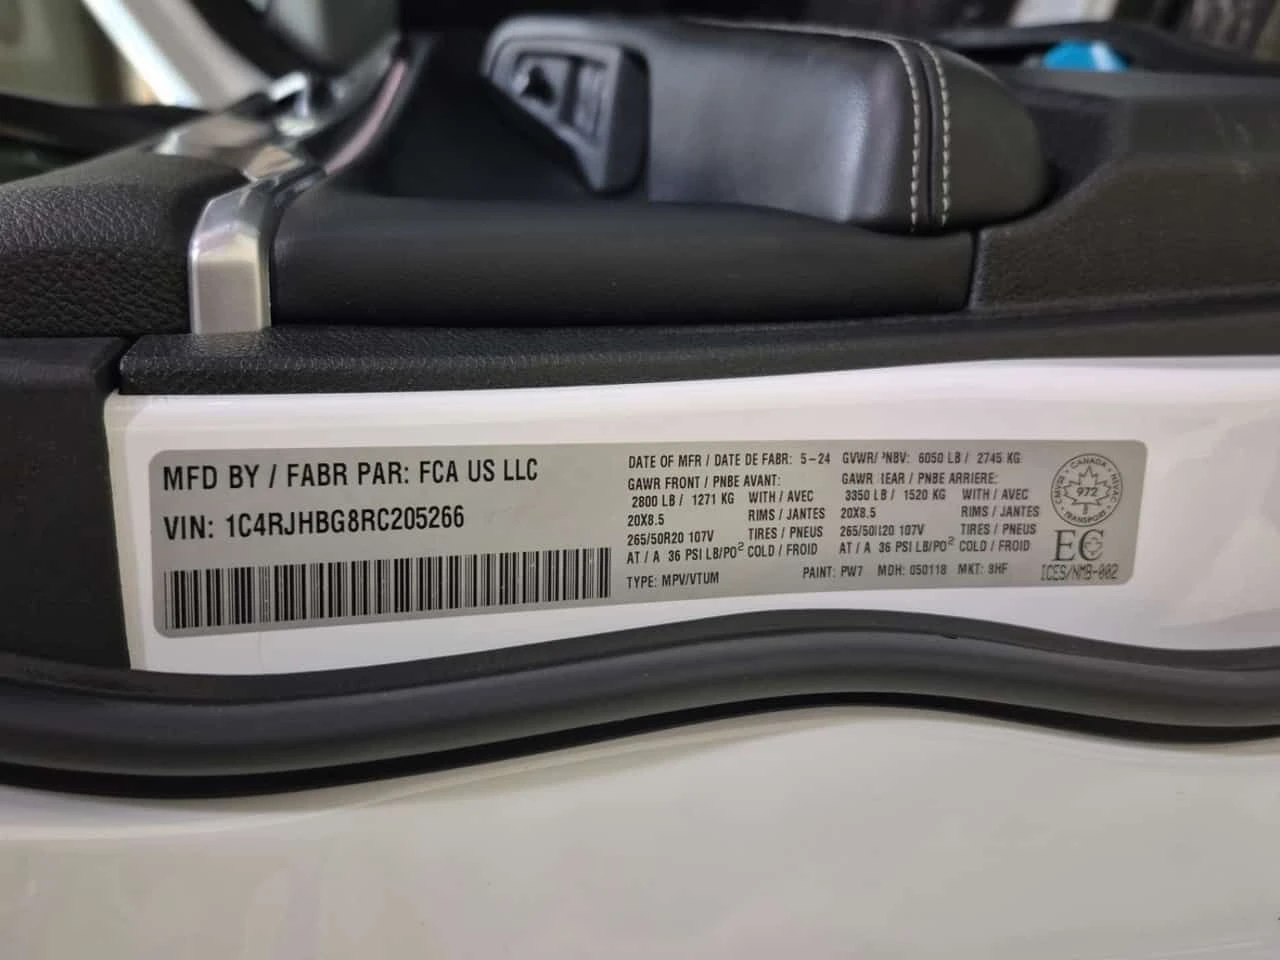 MFD BY / FABR PAR: FCA US LLC
VIN: 1C4RJHBG8RC205266
DATE OF MFR / DATE DE FABR: 5-24 GVWR/ PNBV: 6050 LB / 2745 KG
GAWR FRONT / PNBE AVANT: GAWR REAR / PNBE ARRIERE:
2800 LB / 1271 KG WITH / AVEC 3350 LB / 1520 KG WITH / AVEC
20X8.5 RIMS / JANTES 20X8.5 RIMS / JANTES
265/50R20 107V TIRES / PNEUS 265/50R20 107V TIRES / PNEUS
AT / A 36 PSI LB/PO² COLD / FROID AT / A 36 PSI LB/PO² COLD / FROID
TYPE: MPV/VTUM PAINT: PW7 MDH: 050118 MKT: 9HF
CANADA
CMVSR NSVAC
972
TRANSPORT
EC
ICES/NMB-002